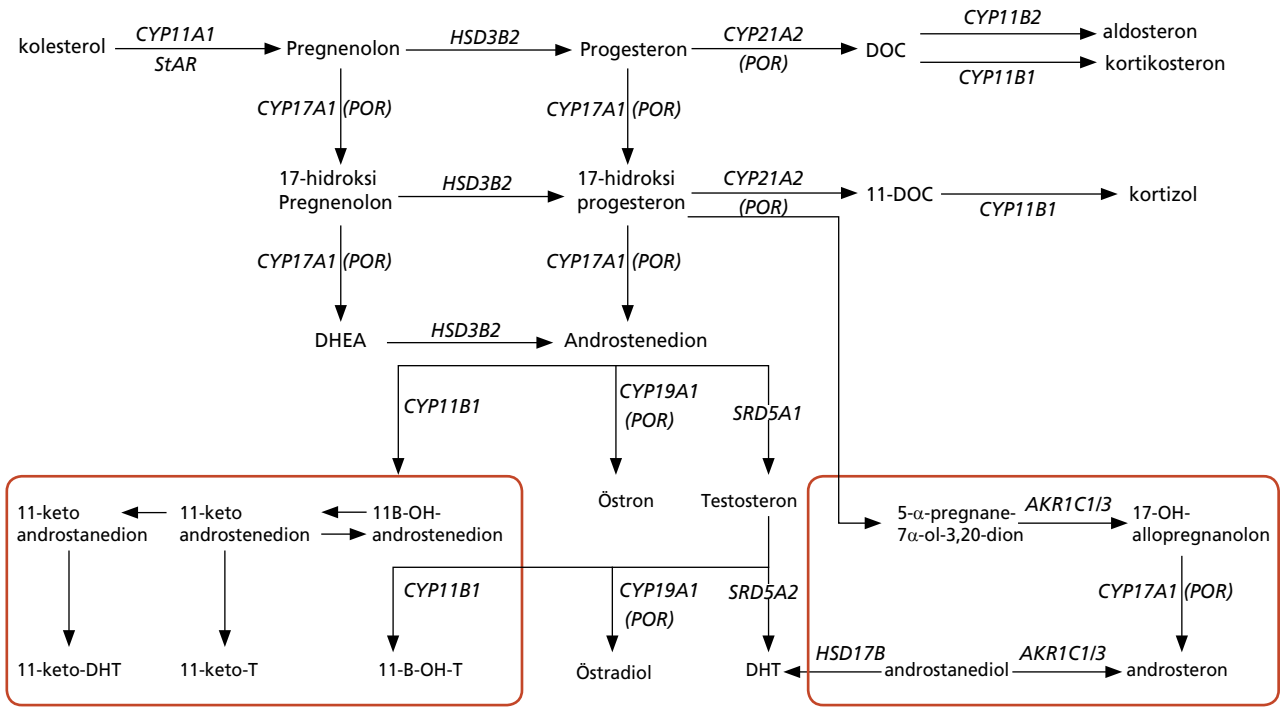 kolesterol
CYP11A1
StAR
Pregnenolon
HSD3B2
Progesteron
CYP21A2
(POR)
DOC
CYP11B2
aldosteron
CYP11B1
kortikosteron
CYP17A1 (POR)
CYP17A1 (POR)
17-hidroksi
Pregnenolon
HSD3B2
17-hidroksi
progesteron
CYP21A2
(POR)
11-DOC
CYP11B1
kortizol
CYP17A1 (POR)
CYP17A1 (POR)
DHEA
HSD3B2
Androstenedion
CYP11B1
CYP19A1
(POR)
SRD5A1
Östron
Testosteron
11-keto
androstanedion
11-keto
androstenedion
11B-OH-
androstenedion
5-α-pregnane-
7α-ol-3,20-dion
AKR1C1/3
17-OH-
allopregnanolon
CYP11B1
CYP19A1
(POR)
SRD5A2
CYP17A1 (POR)
11-keto-DHT
11-keto-T
11-B-OH-T
Östradiol
DHT
HSD17B
androstanediol
AKR1C1/3
androsteron